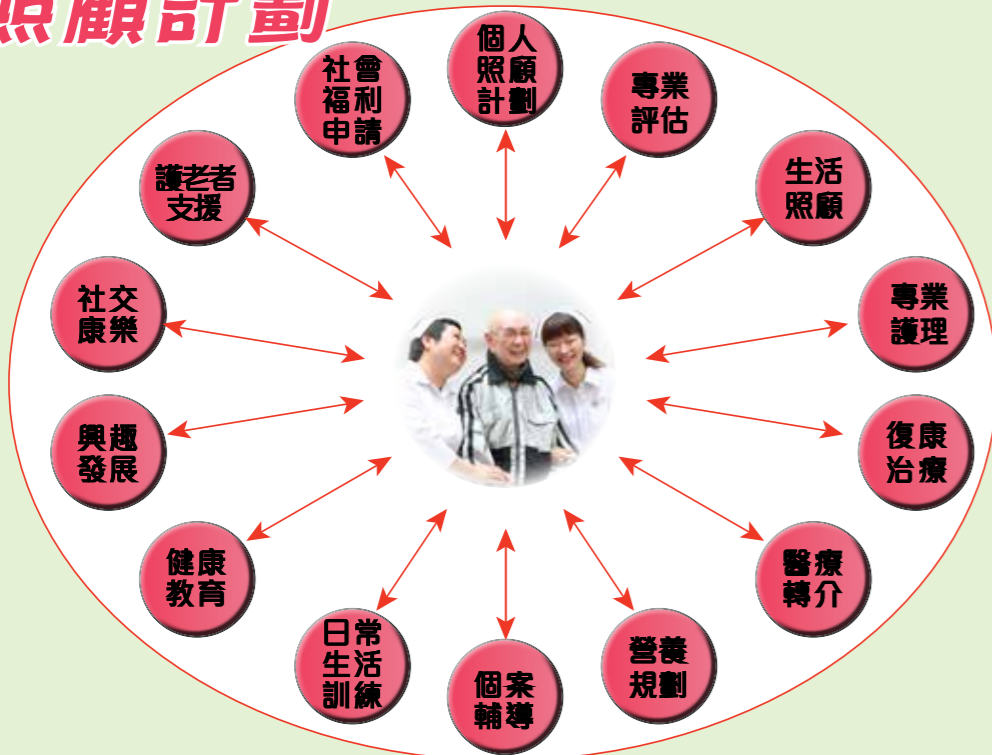 照顧計劃
個人
照顧
計劃
專業
評估
生活
照顧
專業
護理
復康
治療
醫療
轉介
營養
規劃
個案
輔導
日常
生活
訓練
健康
教育
興趣
發展
社交
康樂
護老者
支援
社會
福利
申請